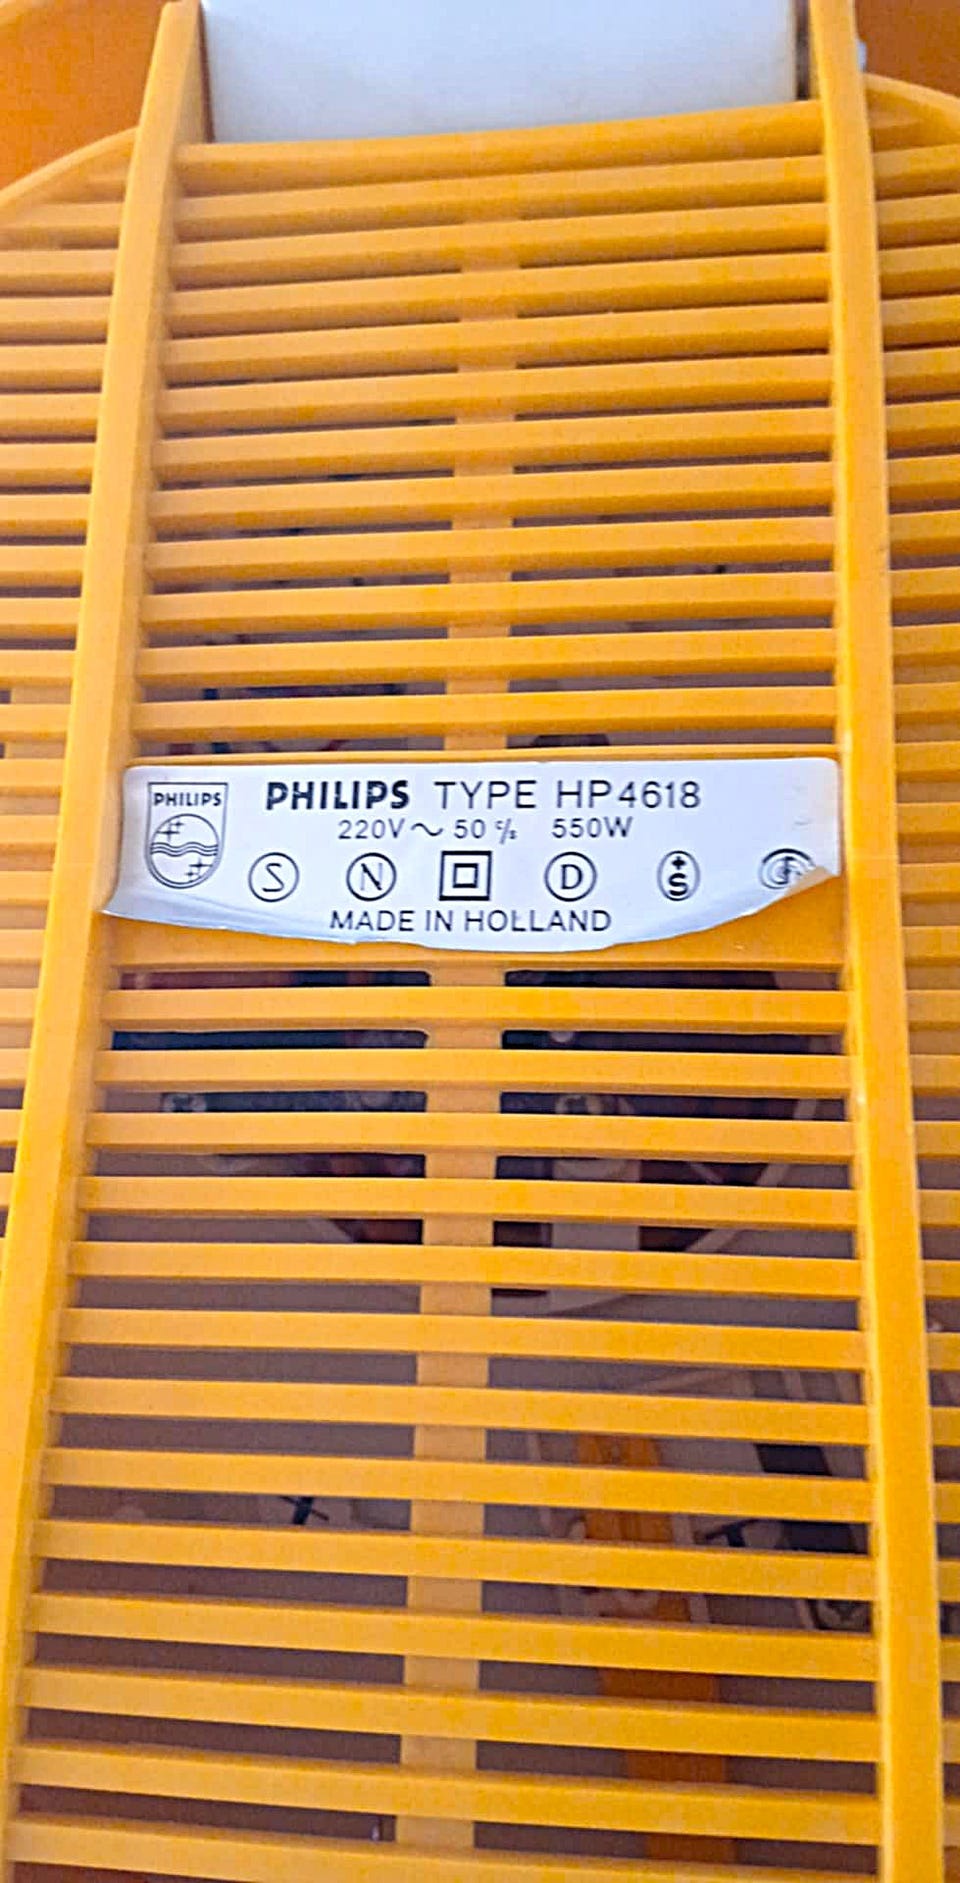 PHILIPS
PHILIPS TYPE HP4618
220V~ 50 c/s 550W
S N D +S
MADE IN HOLLAND